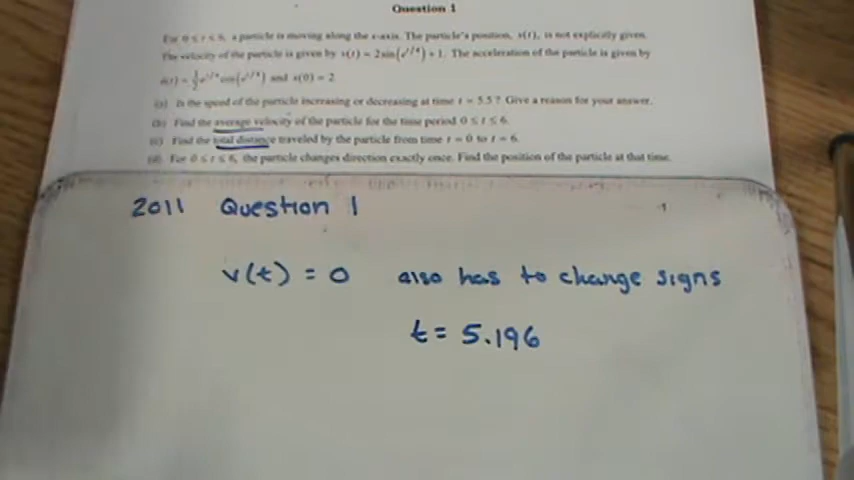 Question 1
For 0 ≤ t ≤ 6, a particle is moving along the x-axis. The particle's position, x(t), is not explicitly given.
The velocity of the particle is given by v(t) = 2sin(e^(t/4)) + 1. The acceleration of the particle is given by
a(t) = 1/2 e^(t/4) cos(e^(t/4)) and x(0) = 2
(a) Is the speed of the particle increasing or decreasing at time t = 5.5? Give a reason for your answer.
(b) Find the average velocity of the particle for the time period 0 ≤ t ≤ 6.
(c) Find the total distance traveled by the particle from time t = 0 to t = 6.
(d) For 0 ≤ t ≤ 6, the particle changes direction exactly once. Find the position of the particle at that time.
2011 Question 1
v(t) = 0 also has to change signs
t = 5.196